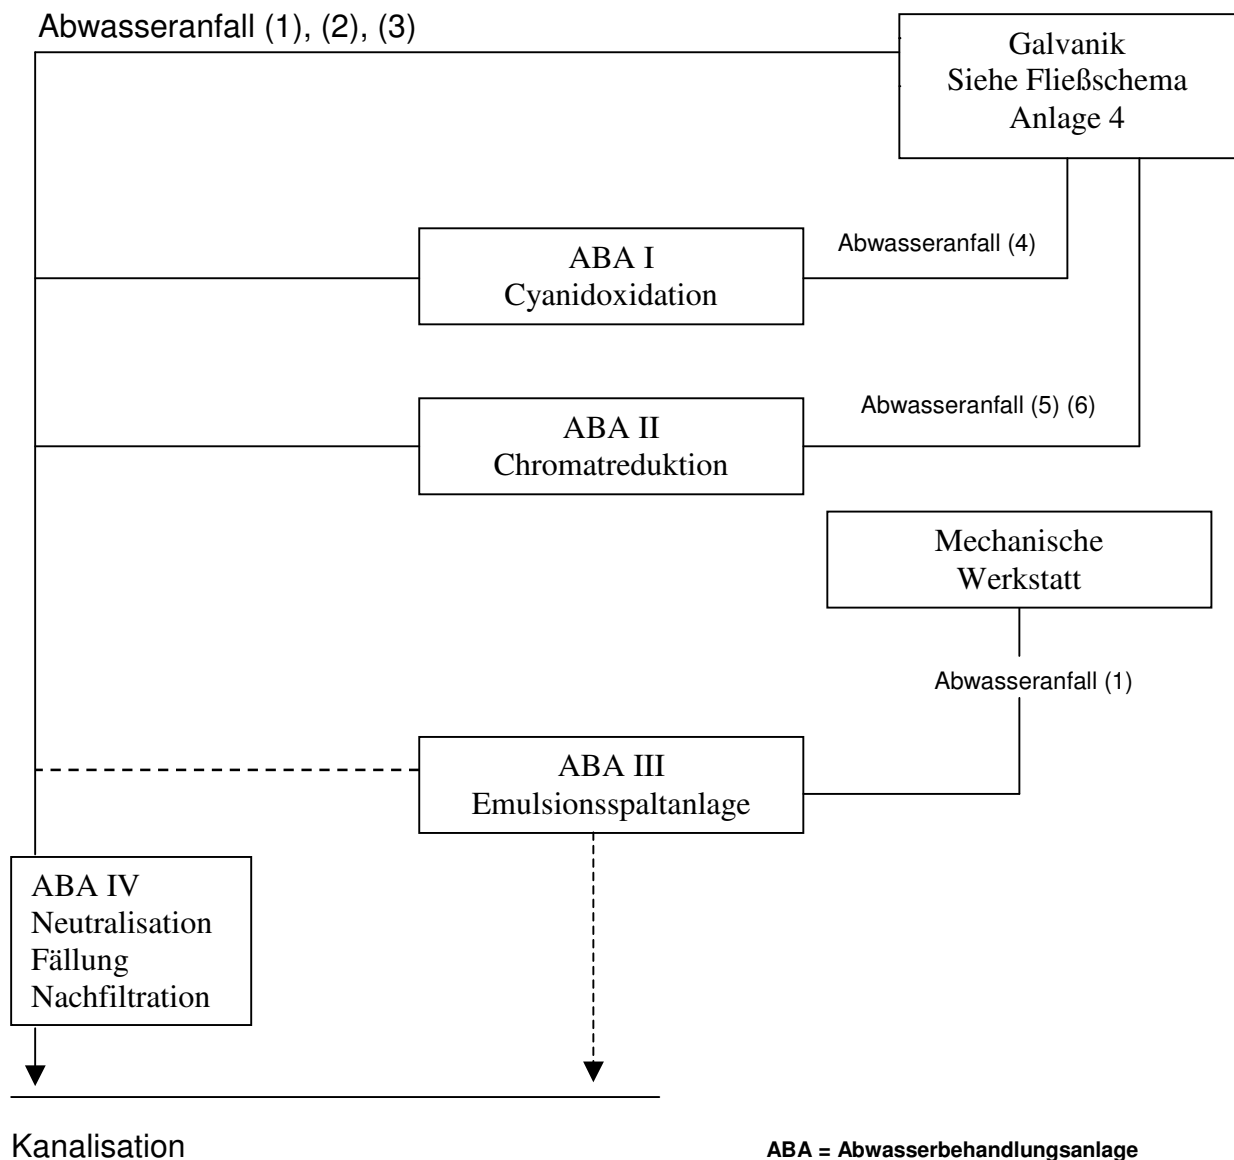 Abwasseranfall (1), (2), (3)
Galvanik
Siehe Fließschema
Anlage 4
Abwasseranfall (4)
ABA I
Cyanidoxidation
Abwasseranfall (5) (6)
ABA II
Chromatreduktion
Mechanische
Werkstatt
Abwasseranfall (1)
ABA III
Emulsionsspaltanlage
ABA IV
Neutralisation
Fällung
Nachfiltration
Kanalisation
ABA = Abwasserbehandlungsanlage